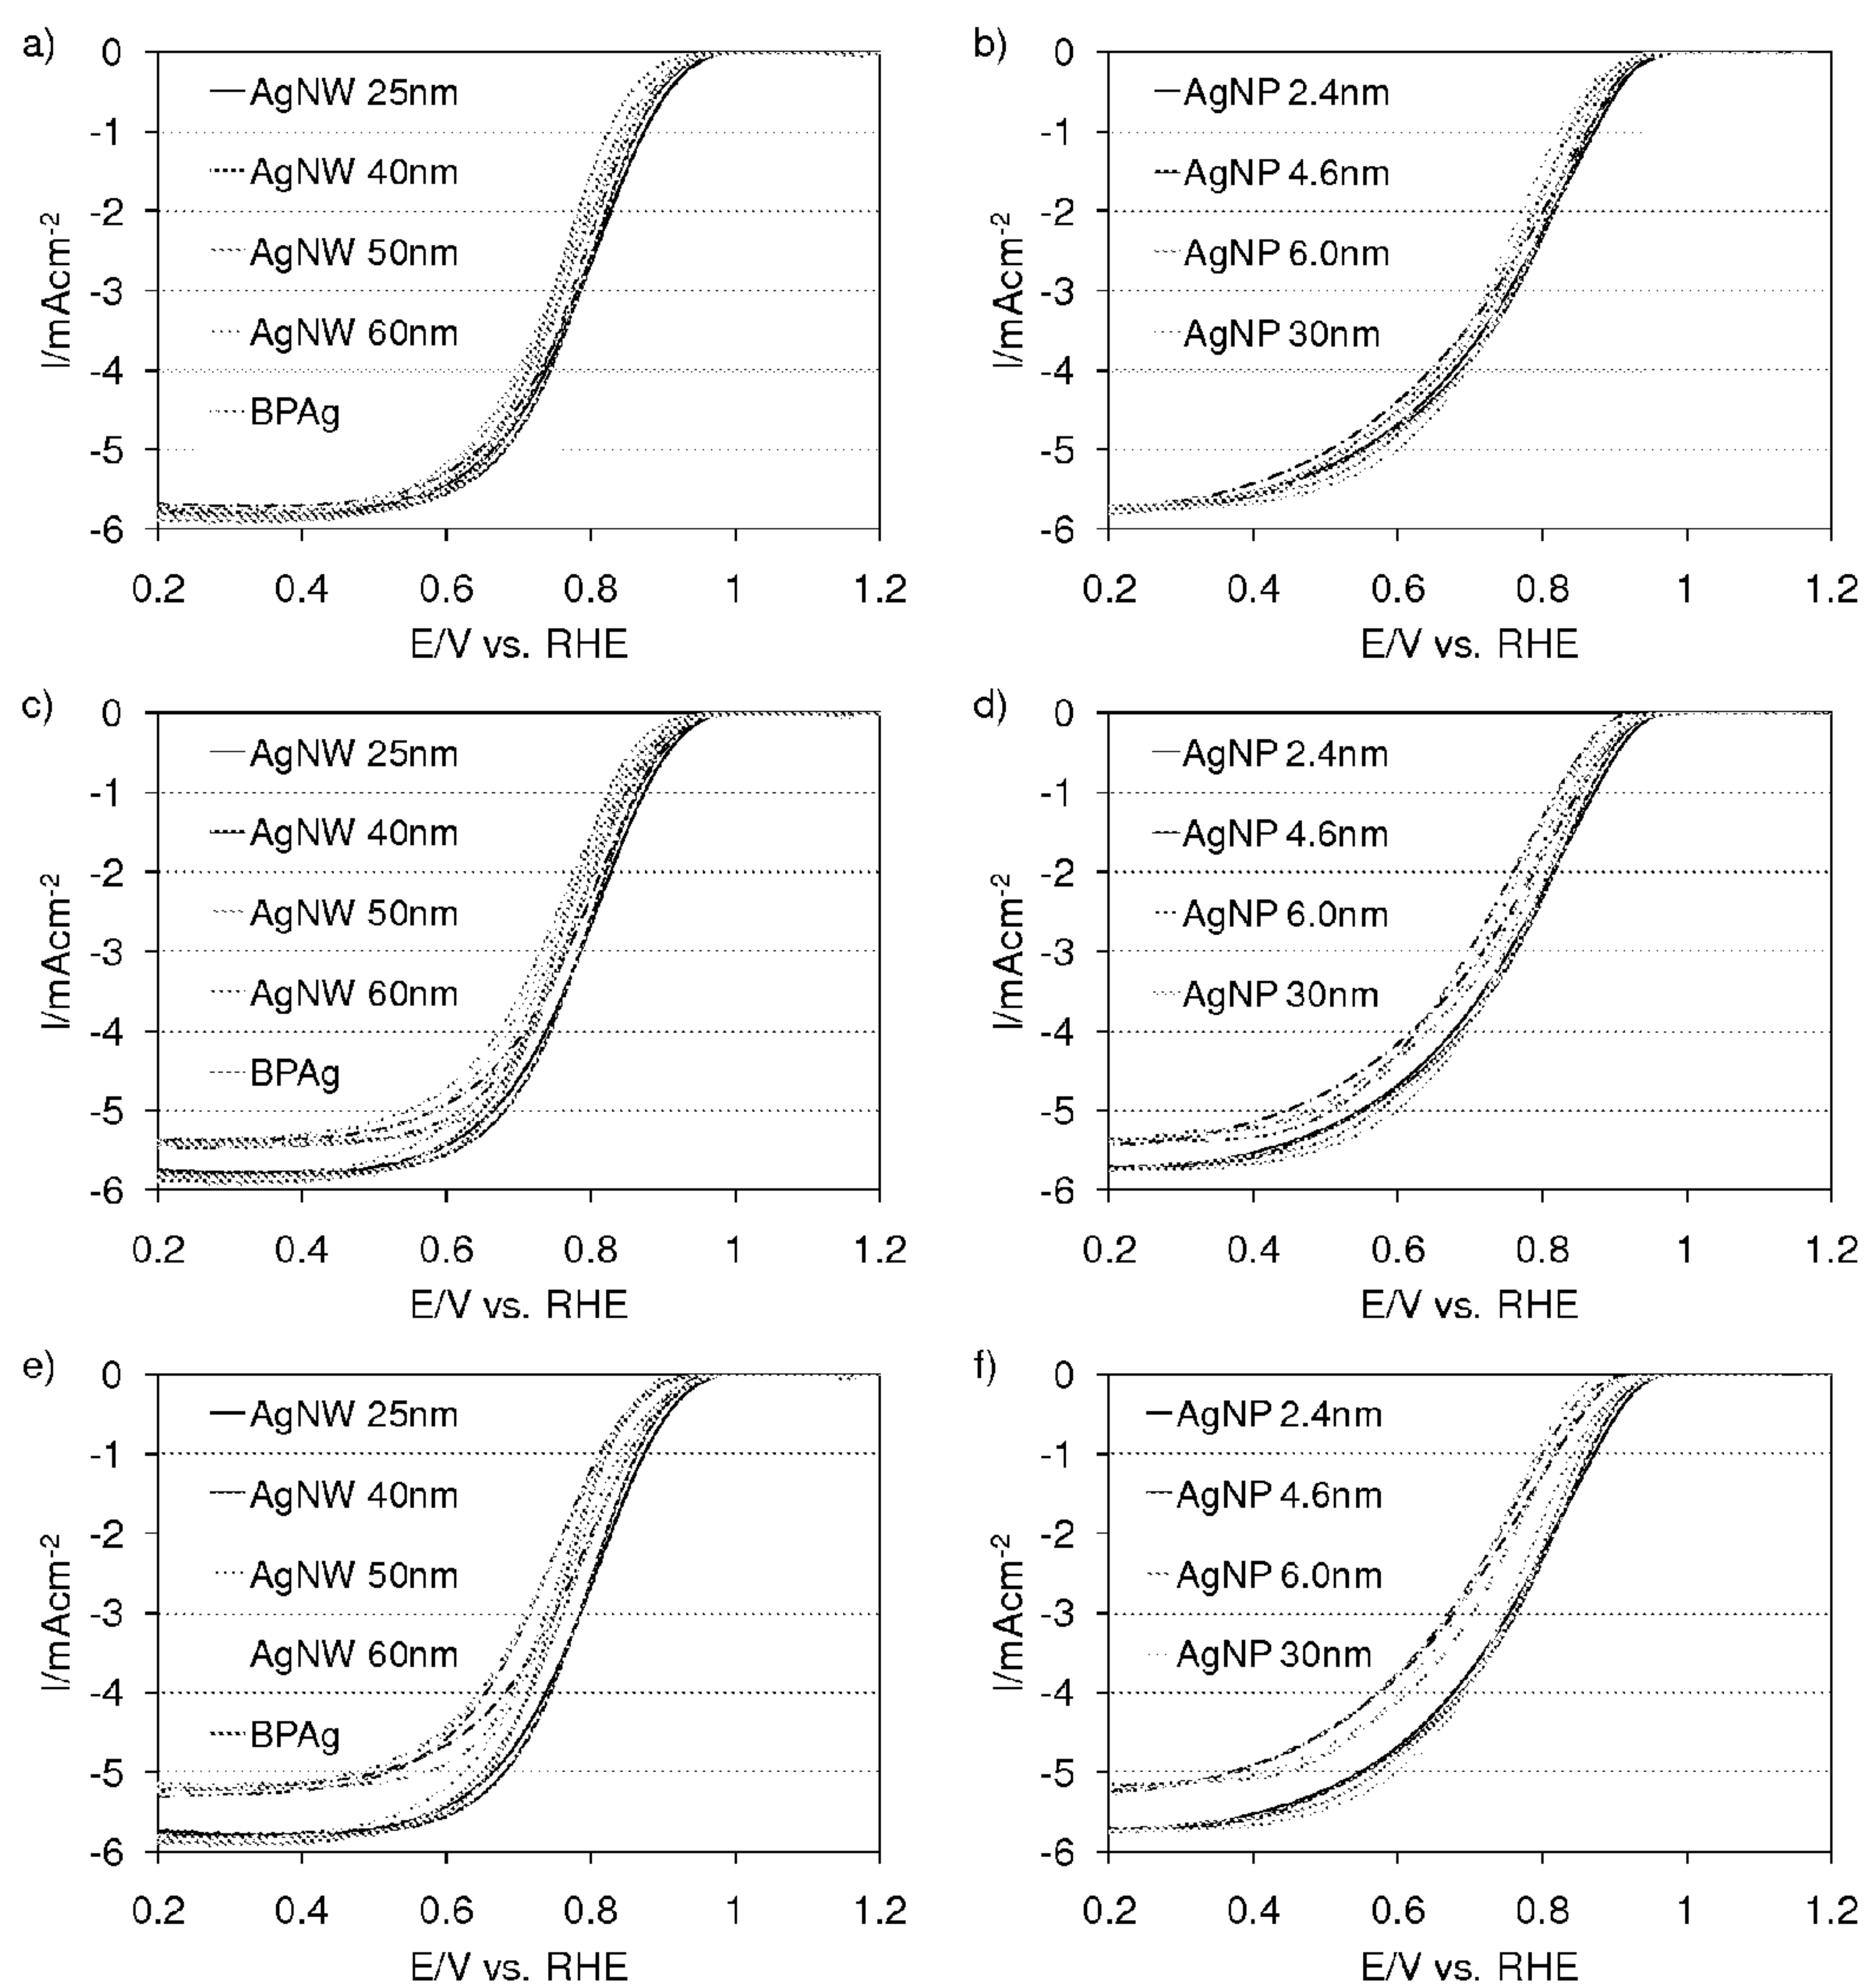 a)
0
-1
-2
-3
-4
-5
-6
I/mAcm-2
AgNW 25nm
AgNW 40nm
AgNW 50nm
AgNW 60nm
BPAg
0.2 0.4 0.6 0.8 1 1.2
E/V vs. RHE
b)
0
-1
-2
-3
-4
-5
-6
I/mAcm-2
AgNP 2.4nm
AgNP 4.6nm
AgNP 6.0nm
AgNP 30nm
0.2 0.4 0.6 0.8 1 1.2
E/V vs. RHE
c)
0
-1
-2
-3
-4
-5
-6
I/mAcm-2
AgNW 25nm
AgNW 40nm
AgNW 50nm
AgNW 60nm
BPAg
0.2 0.4 0.6 0.8 1 1.2
E/V vs. RHE
d)
0
-1
-2
-3
-4
-5
-6
I/mAcm-2
AgNP 2.4nm
AgNP 4.6nm
AgNP 6.0nm
AgNP 30nm
0.2 0.4 0.6 0.8 1 1.2
E/V vs. RHE
e)
0
-1
-2
-3
-4
-5
-6
I/mAcm-2
AgNW 25nm
AgNW 40nm
AgNW 50nm
AgNW 60nm
BPAg
0.2 0.4 0.6 0.8 1 1.2
E/V vs. RHE
f)
0
-1
-2
-3
-4
-5
-6
I/mAcm-2
AgNP 2.4nm
AgNP 4.6nm
AgNP 6.0nm
AgNP 30nm
0.2 0.4 0.6 0.8 1 1.2
E/V vs. RHE